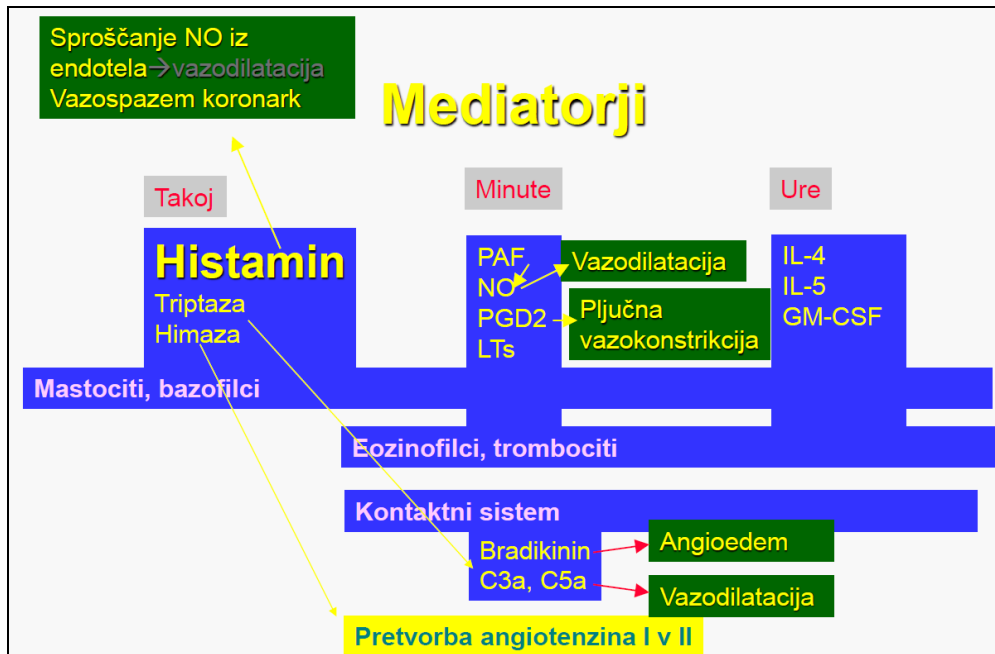 Sproščanje NO iz
endotela→vazodilatacija
Vazospazem koronark
Mediatorji
Takoj
Minute
Ure
Histamin
Triptaza
Himaza
PAF
NO
PGD2
LTs
Vazodilatacija
Pljučna
vazokonstrikcija
IL-4
IL-5
GM-CSF
Mastociti, bazofilci
Eozinofilci, trombociti
Kontaktni sistem
Bradikinin
C3a, C5a
Angioedem
Vazodilatacija
Pretvorba angiotenzina I v II